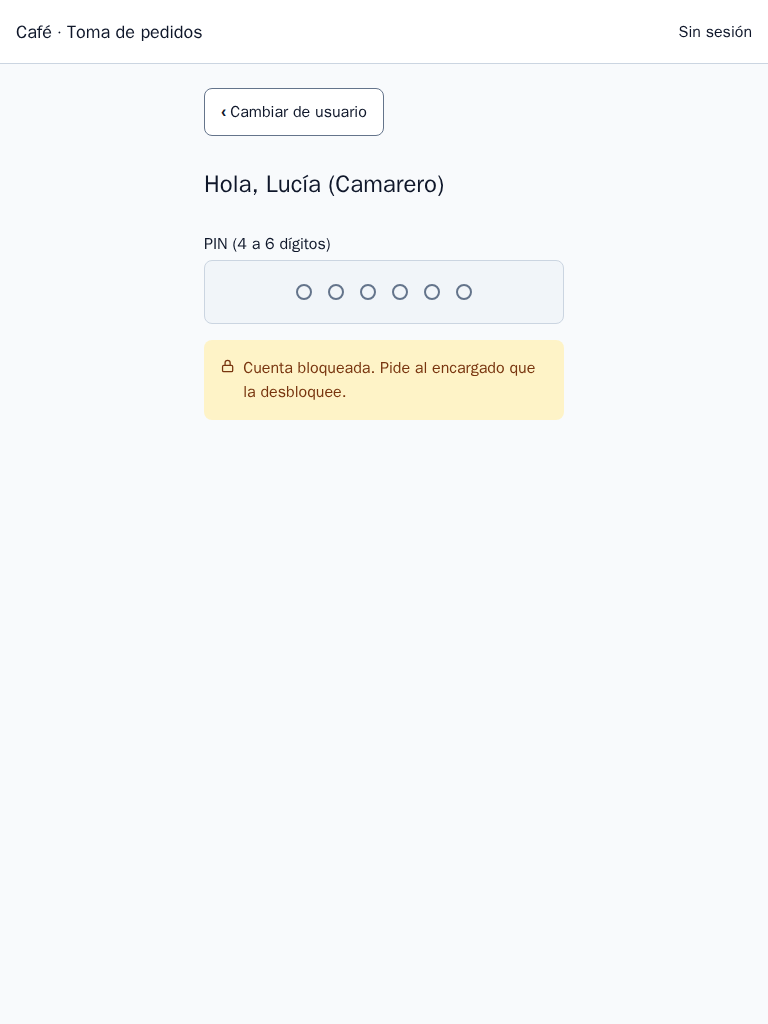 Café · Toma de pedidos
Sin sesión
‹ Cambiar de usuario
Hola, Lucía (Camarero)
PIN (4 a 6 dígitos)
Cuenta bloqueada. Pide al encargado que
la desbloquee.